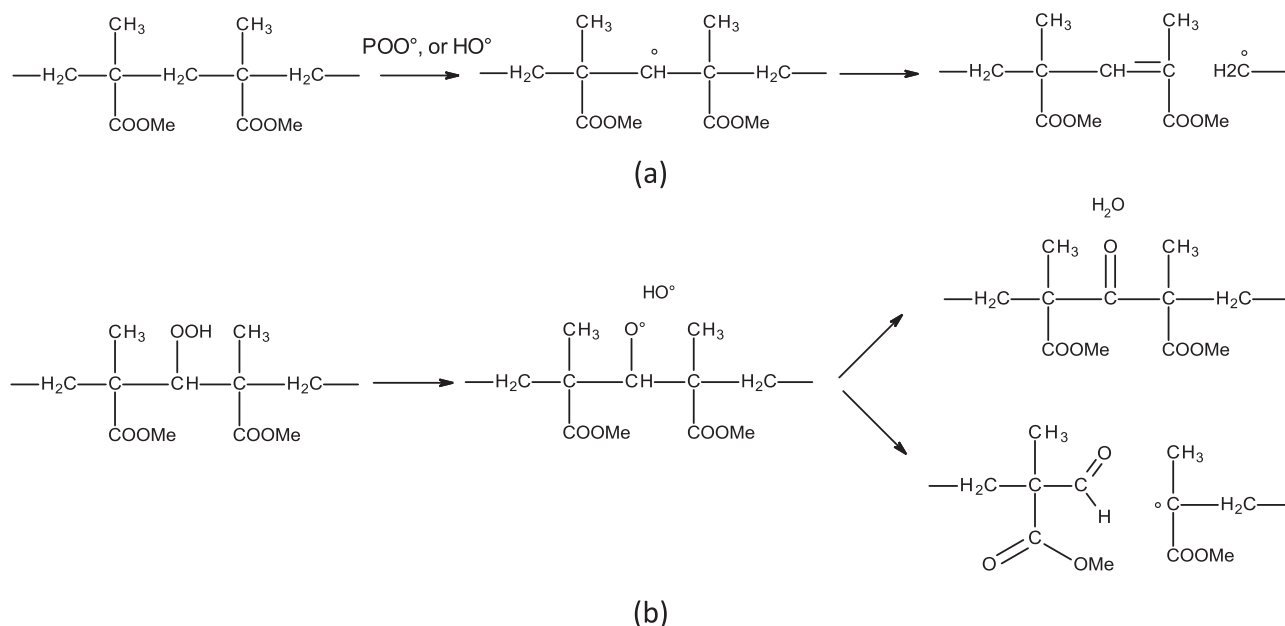 CH₃ CH₃ CH₃ CH₃ CH₃ CH₃
POO°, or HO° ° °
H₂C C H₂C C H₂C H₂C C CH C H₂C H₂C C CH C H2C
COOMe COOMe COOMe COOMe COOMe COOMe
(a)
H₂O
CH₃ O CH₃
HO°
H₂C C C C H₂C
CH₃ OOH CH₃ CH₃ O° CH₃
COOMe COOMe
H₂C C CH C H₂C H₂C C CH C H₂C
COOMe COOMe COOMe COOMe
CH₃ O CH₃
H₂C C C ° C H₂C
H
C COOMe
O OMe
(b)